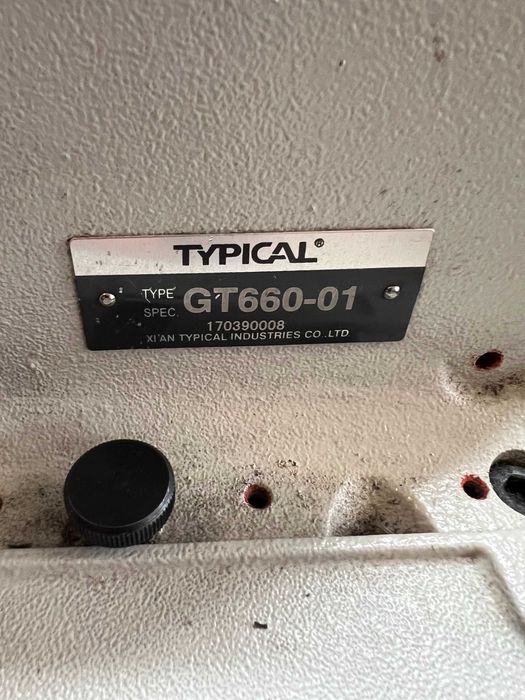 TYPICAL®
TYPE GT660-01
SPEC.
170390008
XI'AN TYPICAL INDUSTRIES CO.,LTD